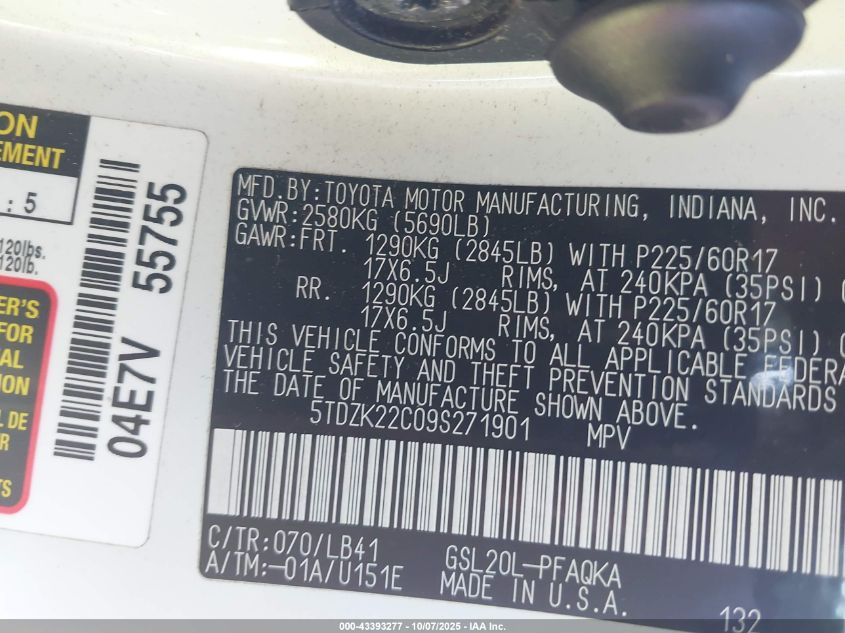 ON
EMENT
: 5
120lbs.
120lb.
ER'S
FOR
AL
ION
L DE
R
TS
04E7V 55755
MFD.BY:TOYOTA MOTOR MANUFACTURING, INDIANA, INC.
GVWR:2580KG (5690LB)
GAWR:FRT. 1290KG (2845LB) WITH P225/60R17
17X6.5J RIMS, AT 240KPA (35PSI) (
RR. 1290KG (2845LB) WITH P225/60R17
17X6.5J RIMS, AT 240KPA (35PSI) (
THIS VEHICLE CONFORMS TO ALL APPLICABLE FEDERA
VEHICLE SAFETY AND THEFT PREVENTION STANDARDS
THE DATE OF MANUFACTURE SHOWN ABOVE.
5TDZK22C09S271901 MPV
C/TR:070/LB41 GSL20L-PFAQKA
A/TM:-01A/U151E MADE IN U.S.A.
132
000-43393277 - 10/07/2025 - IAA Inc.